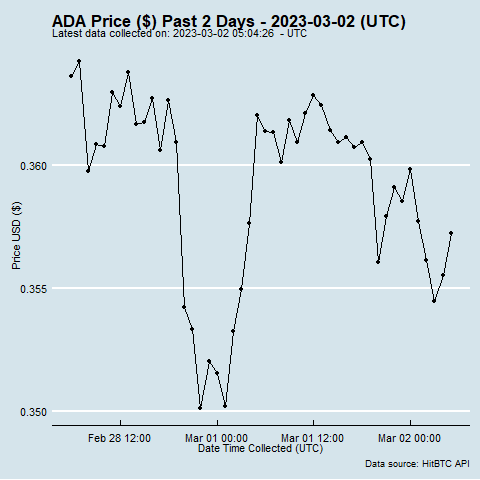 ADA Price ($) Past 2 Days - 2023-03-02 (UTC)
Latest data collected on: 2023-03-02 05:04:26  - UTC
0.360
0.355
0.350
Price USD ($)
Feb 28 12:00 Mar 01 00:00 Mar 01 12:00 Mar 02 00:00
Date Time Collected (UTC)
Data source: HitBTC API